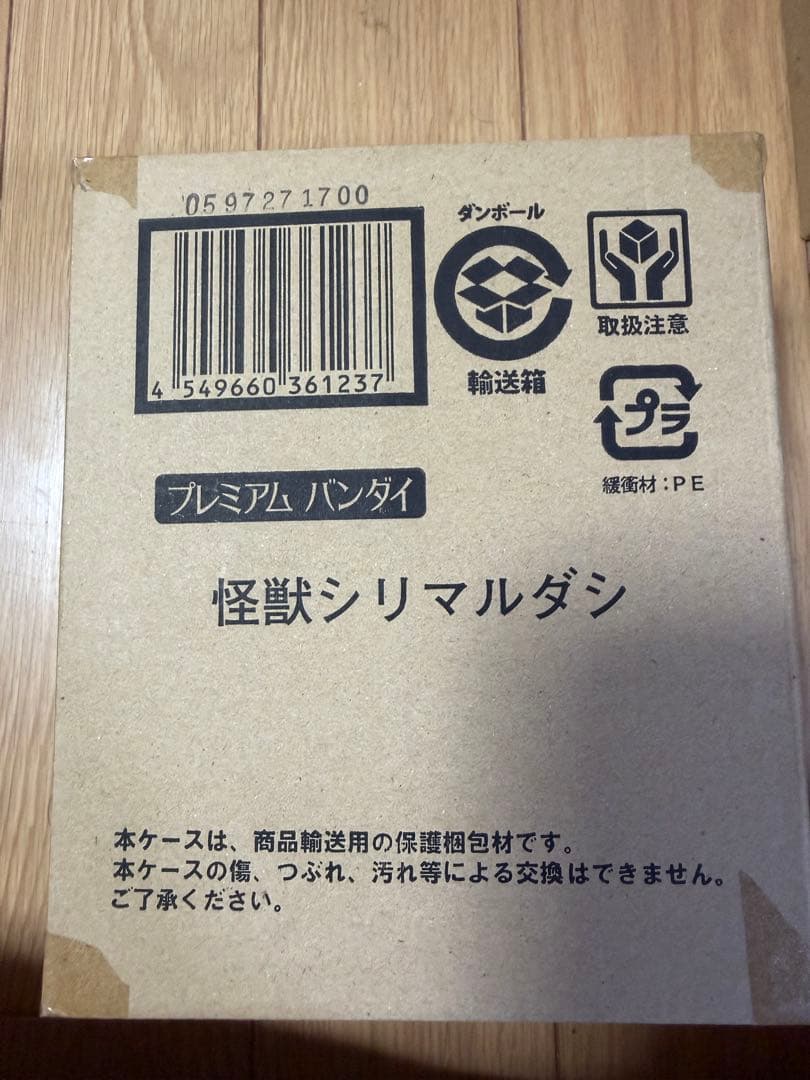 0597271700
4 549660 361237
ダンボール
輸送箱
取扱注意
プラ
緩衝材：PE
プレミアム バンダイ
怪獣シリマルダシ
本ケースは、商品輸送用の保護梱包材です。
本ケースの傷、つぶれ、汚れ等による交換はできません。
ご了承ください。